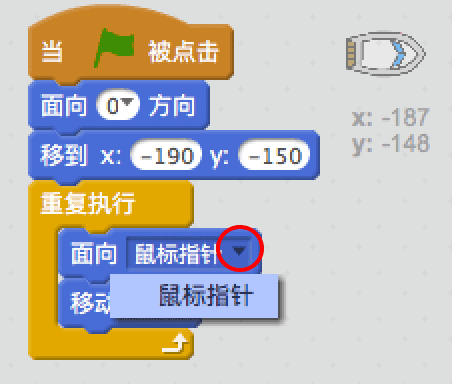 当 被点击
面向 0 方向
移到 x: -190 y: -150
重复执行
面向 鼠标指针
鼠标指针
移动
x: -187
y: -148